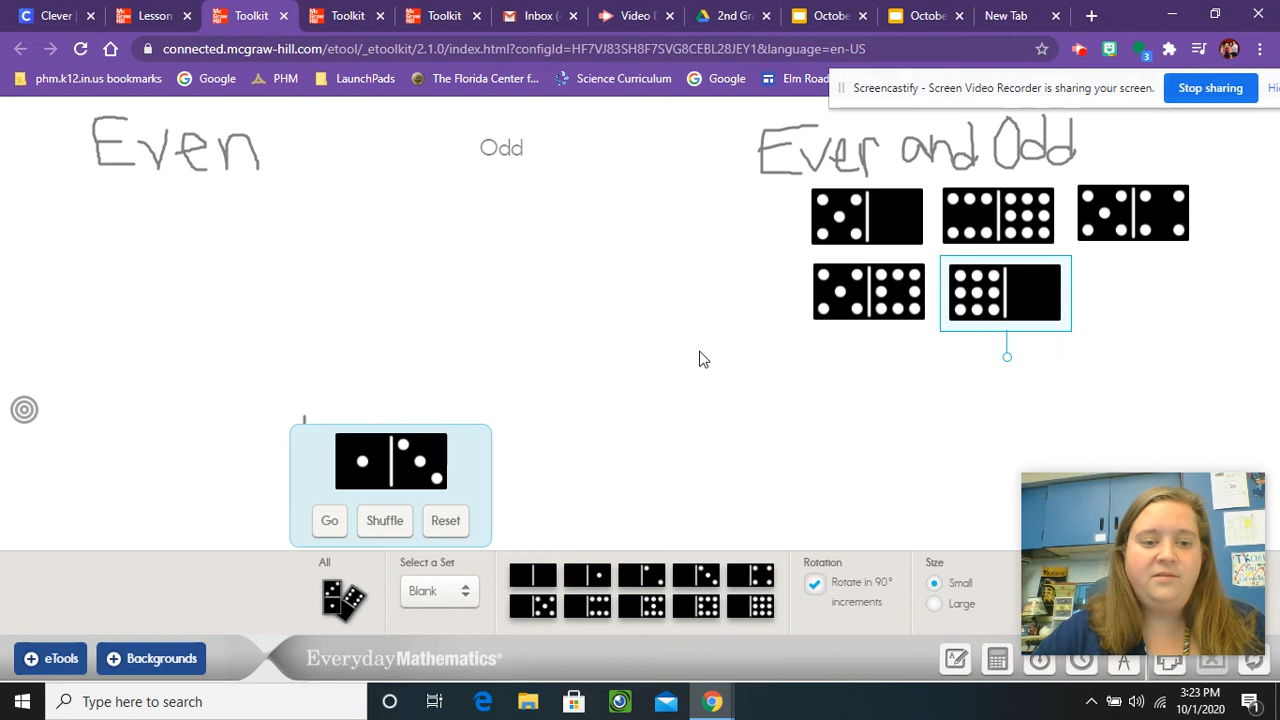 Clever
Lesson
Toolkit
Toolkit
Toolkit
Inbox (
Video
2nd Gr
Octobe
Octobe
New Tab
connected.mcgraw-hill.com/etool/_etoolkit/2.1.0/index.html?configId=HF7VJ83SH8F7SVG8CEBL28JEY1&language=en-US
phm.k12.in.us bookmarks
Google
PHM
LaunchPads
The Florida Center f...
Science Curriculum
Google
Elm Roa
Screencastify - Screen Video Recorder is sharing your screen.
Stop sharing
Even
Odd
Ever and Odd
Go
Shuffle
Reset
All
Select a Set
Blank
Rotation
Rotate in 90°
increments
Size
Small
Large
eTools
Backgrounds
Everyday Mathematics
Type here to search
3:23 PM
10/1/2020